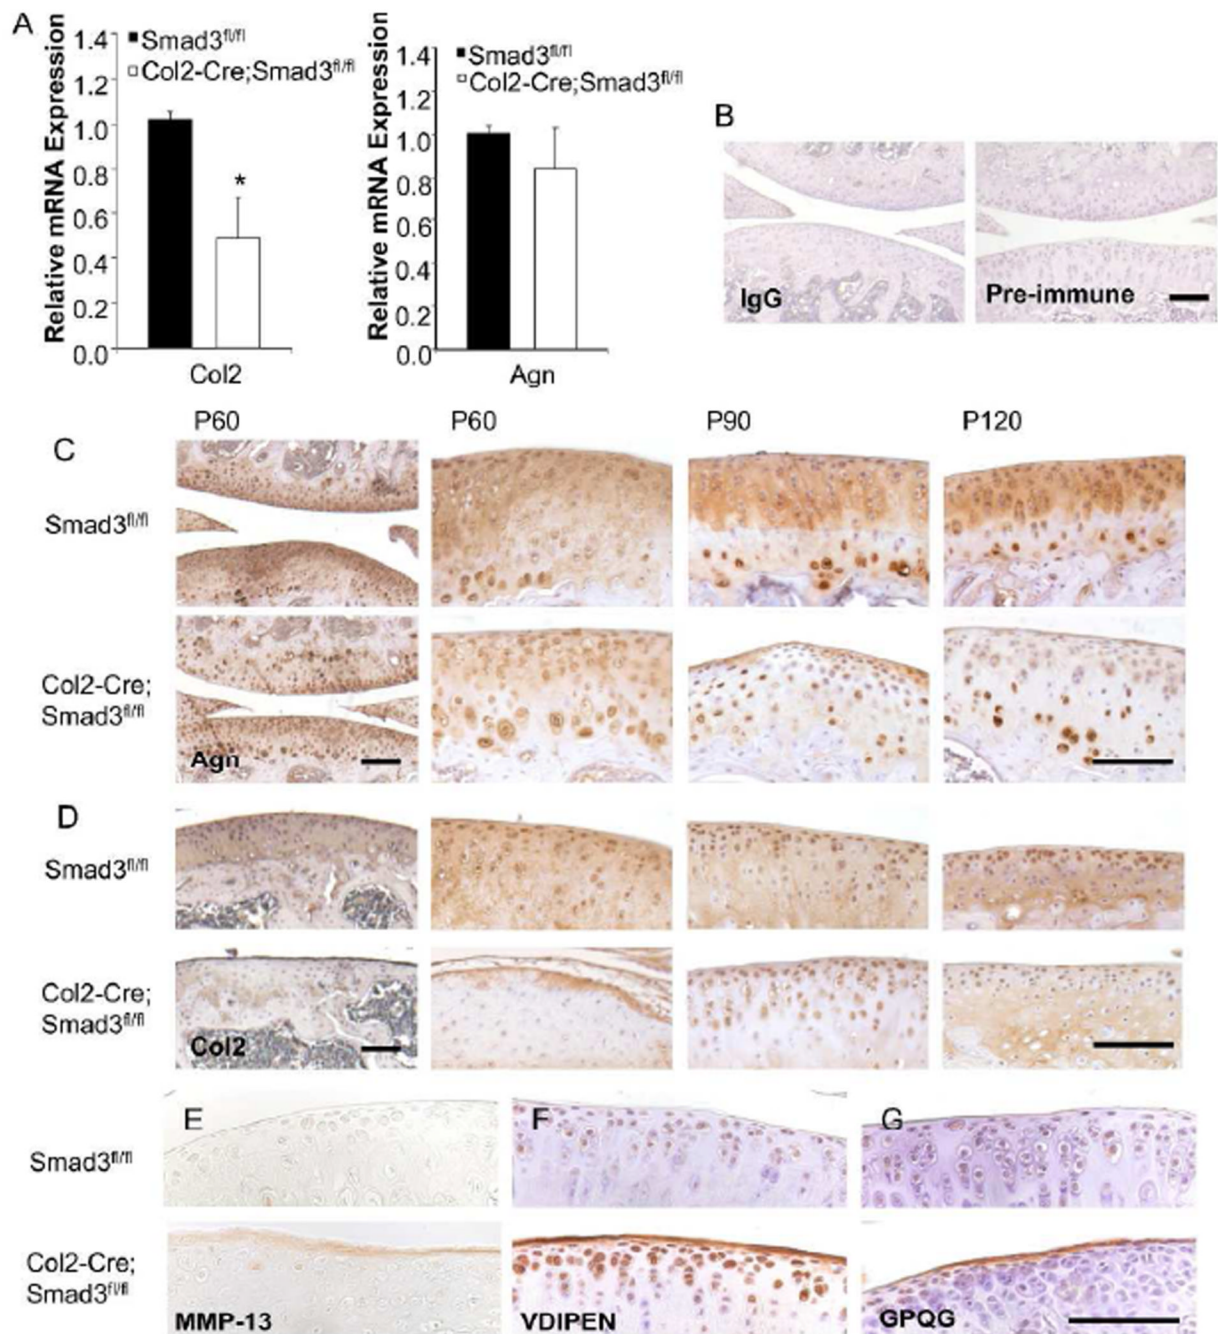 A
Relative mRNA Expression
1.4
1.2
1.0
0.8
0.6
0.4
0.2
0.0
Smad3fl/fl
Col2-Cre;Smad3fl/fl
*
Col2
Relative mRNA Expression
1.4
1.2
1.0
0.8
0.6
0.4
0.2
0.0
Smad3fl/fl
Col2-Cre;Smad3fl/fl
Agn
B
IgG
Pre-immune
P60
P60
P90
P120
C
Smad3fl/fl
Col2-Cre;
Smad3fl/fl
Agn
D
Smad3fl/fl
Col2-Cre;
Smad3fl/fl
Col2
E
F
G
Smad3fl/fl
Col2-Cre;
Smad3fl/fl
MMP-13
VDIPEN
GPQG